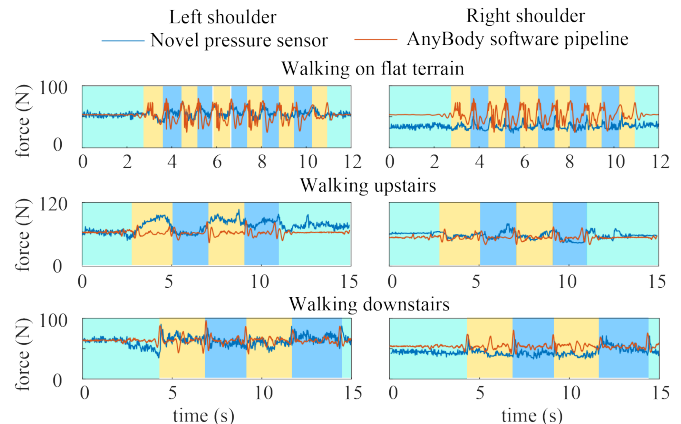 Left shoulder Right shoulder
Novel pressure sensor AnyBody software pipeline
Walking on flat terrain
force (N)
100
0
0 2 4 6 8 10 12
0 2 4 6 8 10 12
Walking upstairs
force (N)
120
0
0 5 10 15
0 5 10 15
Walking downstairs
force (N)
100
0
0 5 10 15
0 5 10 15
time (s) time (s)